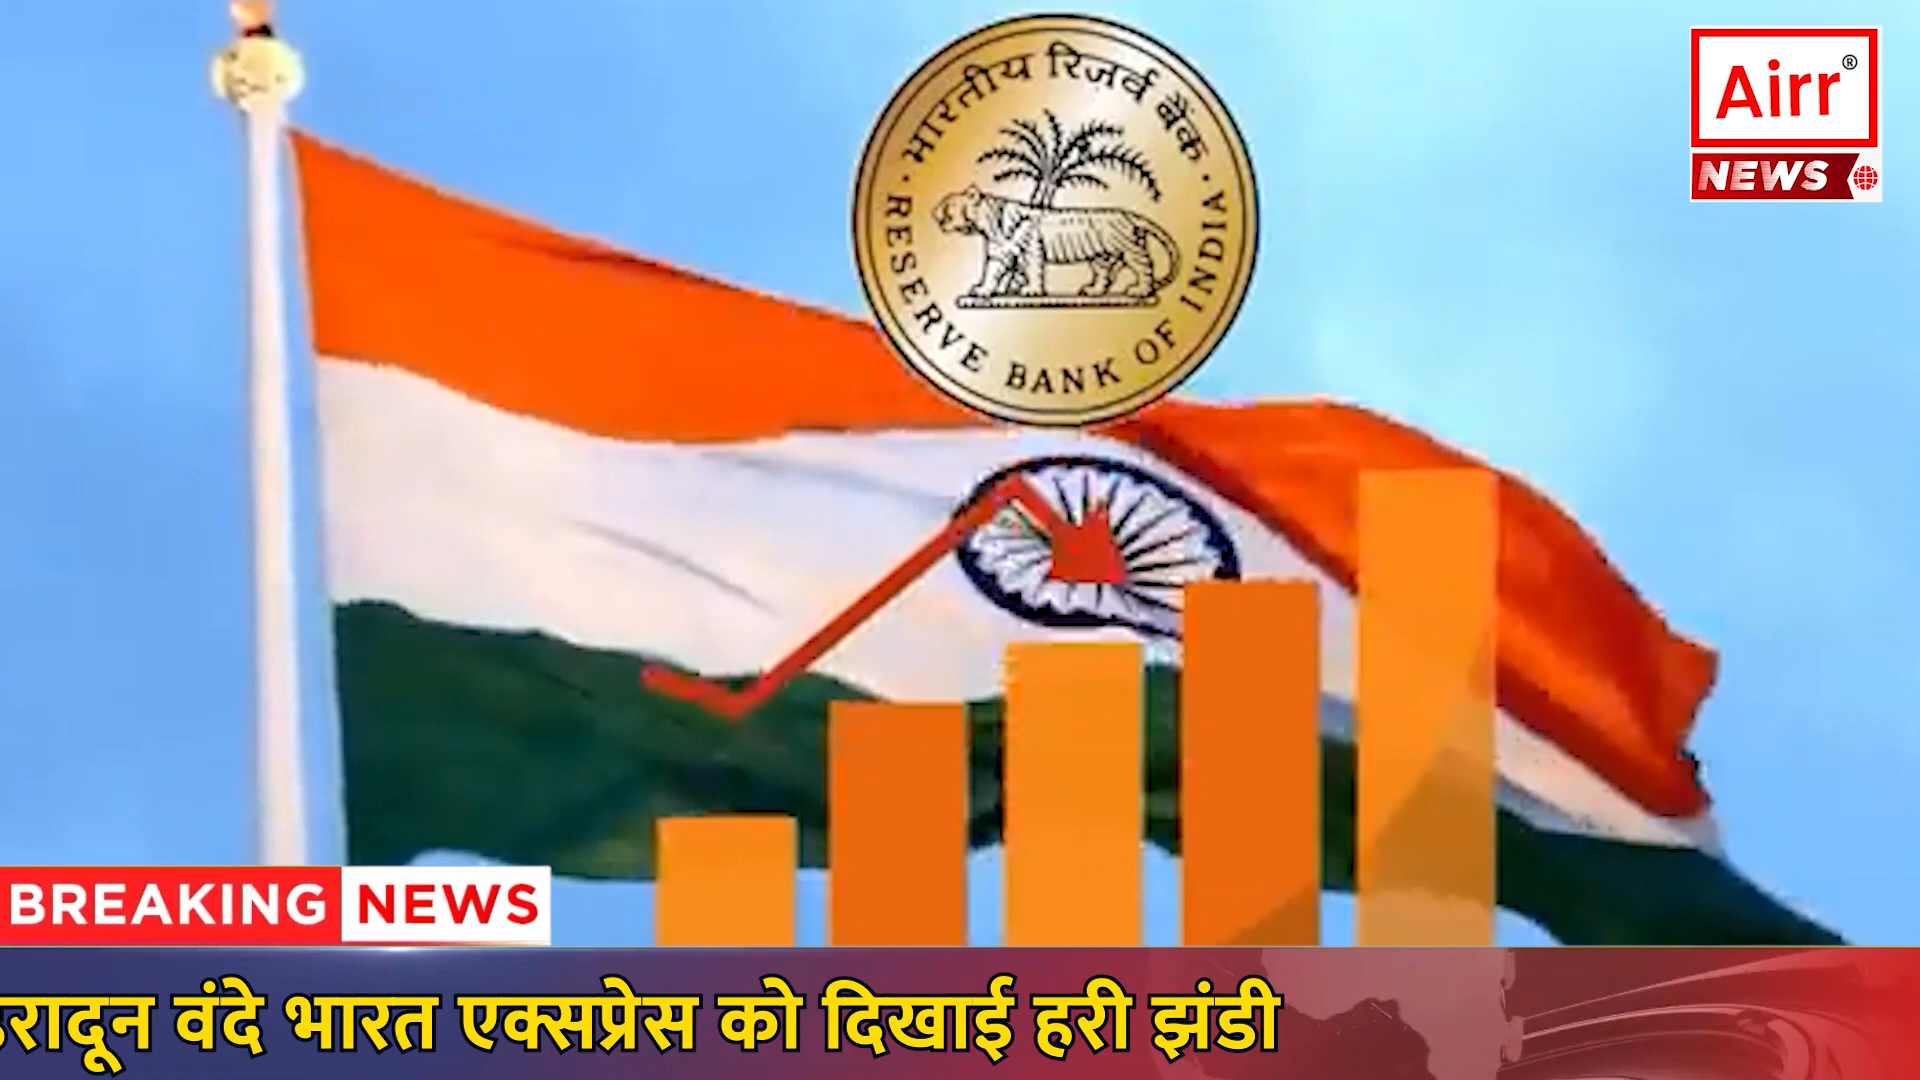 भारतीय रिज़र्व बैंक
RESERVE BANK OF INDIA
Airr®
NEWS
BREAKING NEWS
वंदे भारत एक्सप्रेस को दिखाई हरी झंडी